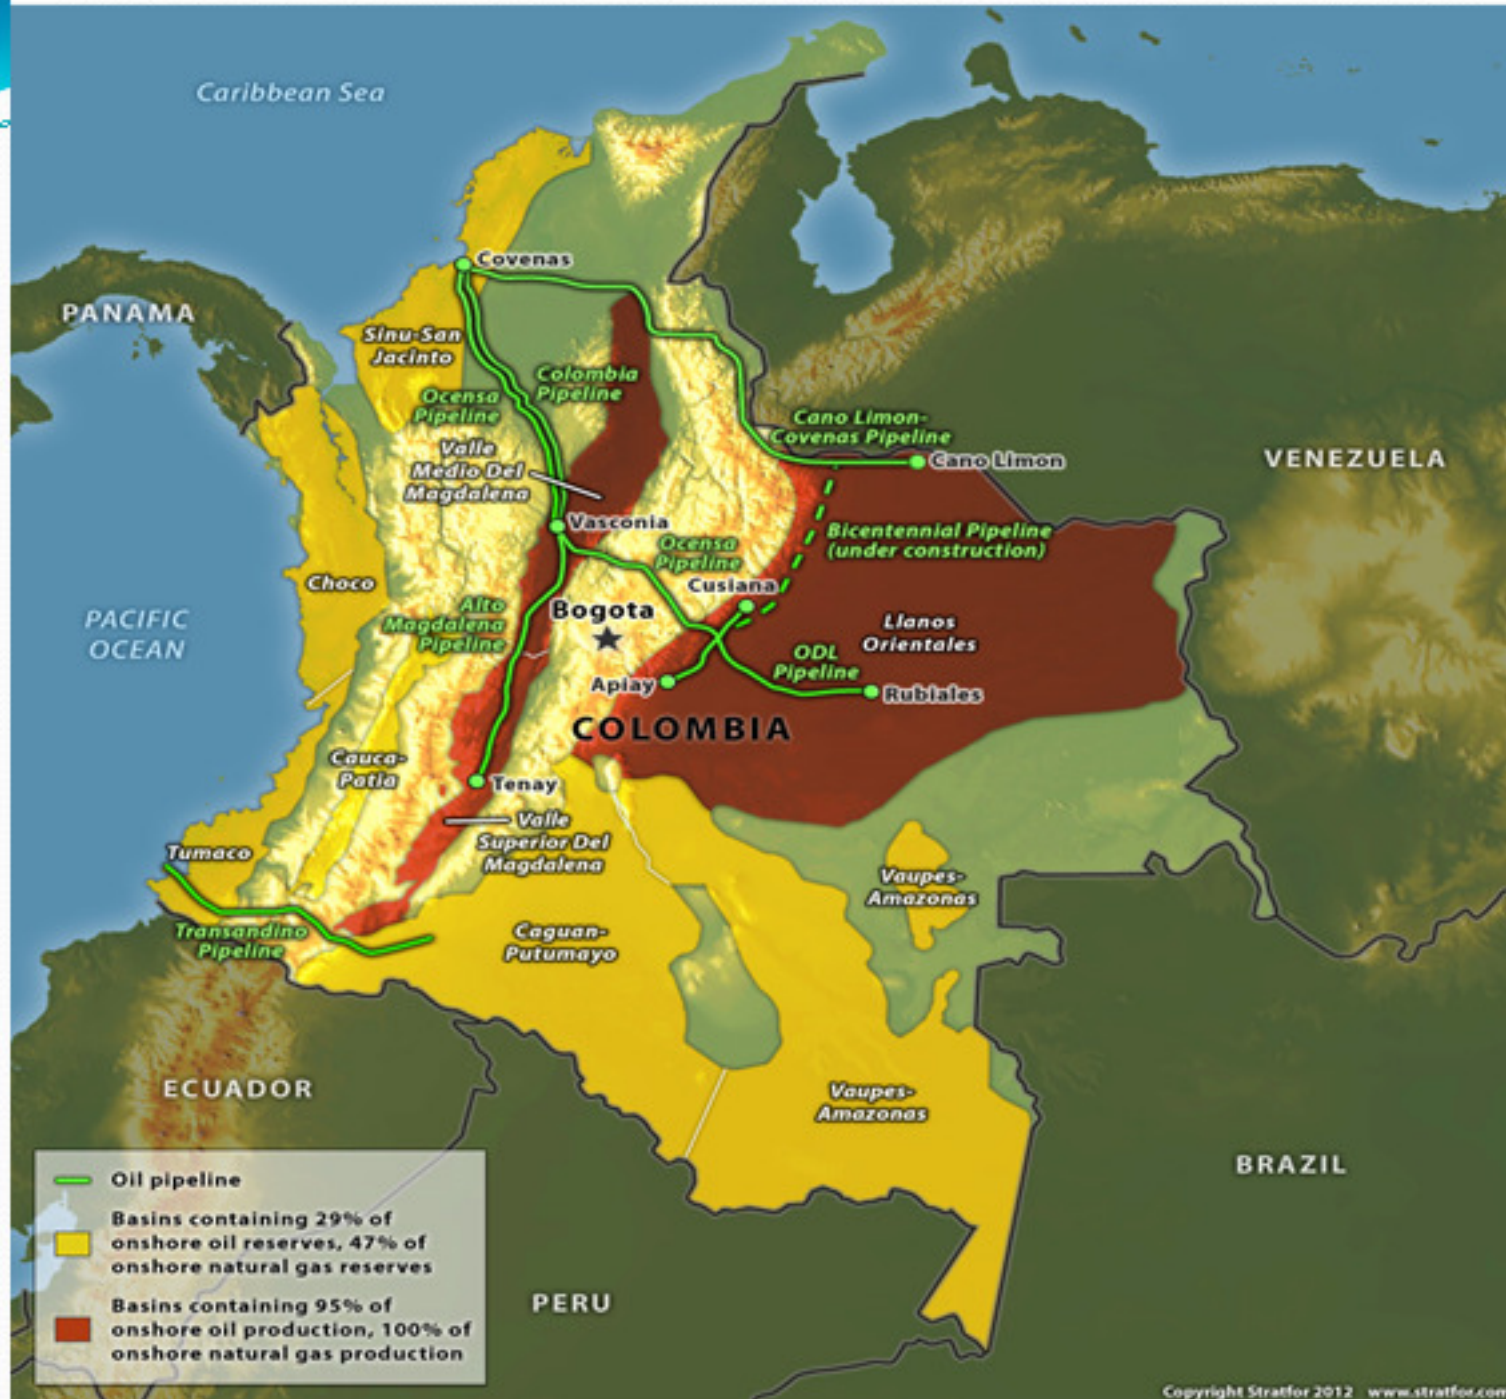 Caribbean Sea
Covenas
PANAMA
Sinu-San
Jacinto
Colombia
Pipeline
Ocensa
Pipeline
Cano Limon-
Covenas Pipeline
Valle
Medio Del
Magdalena
Cano Limon
VENEZUELA
Vasconia
Bicentennial Pipeline
(under construction)
Ocensa
Pipeline
Choco
Cusiana
PACIFIC
OCEAN
Alto
Magdalena
Pipeline
Bogota
Llanos
Orientales
ODL
Pipeline
Apiay
Rubiales
COLOMBIA
Cauca-
Patia
Tenay
Valle
Superior Del
Magdalena
Tumaco
Vaupes-
Amazonas
Transandino
Pipeline
Caguan-
Putumayo
ECUADOR
Vaupes-
Amazonas
BRAZIL
Oil pipeline
Basins containing 29% of
onshore oil reserves, 47% of
onshore natural gas reserves
PERU
Basins containing 95% of
onshore oil production, 100% of
onshore natural gas production
Copyright Stratfor 2012 www.stratfor.com